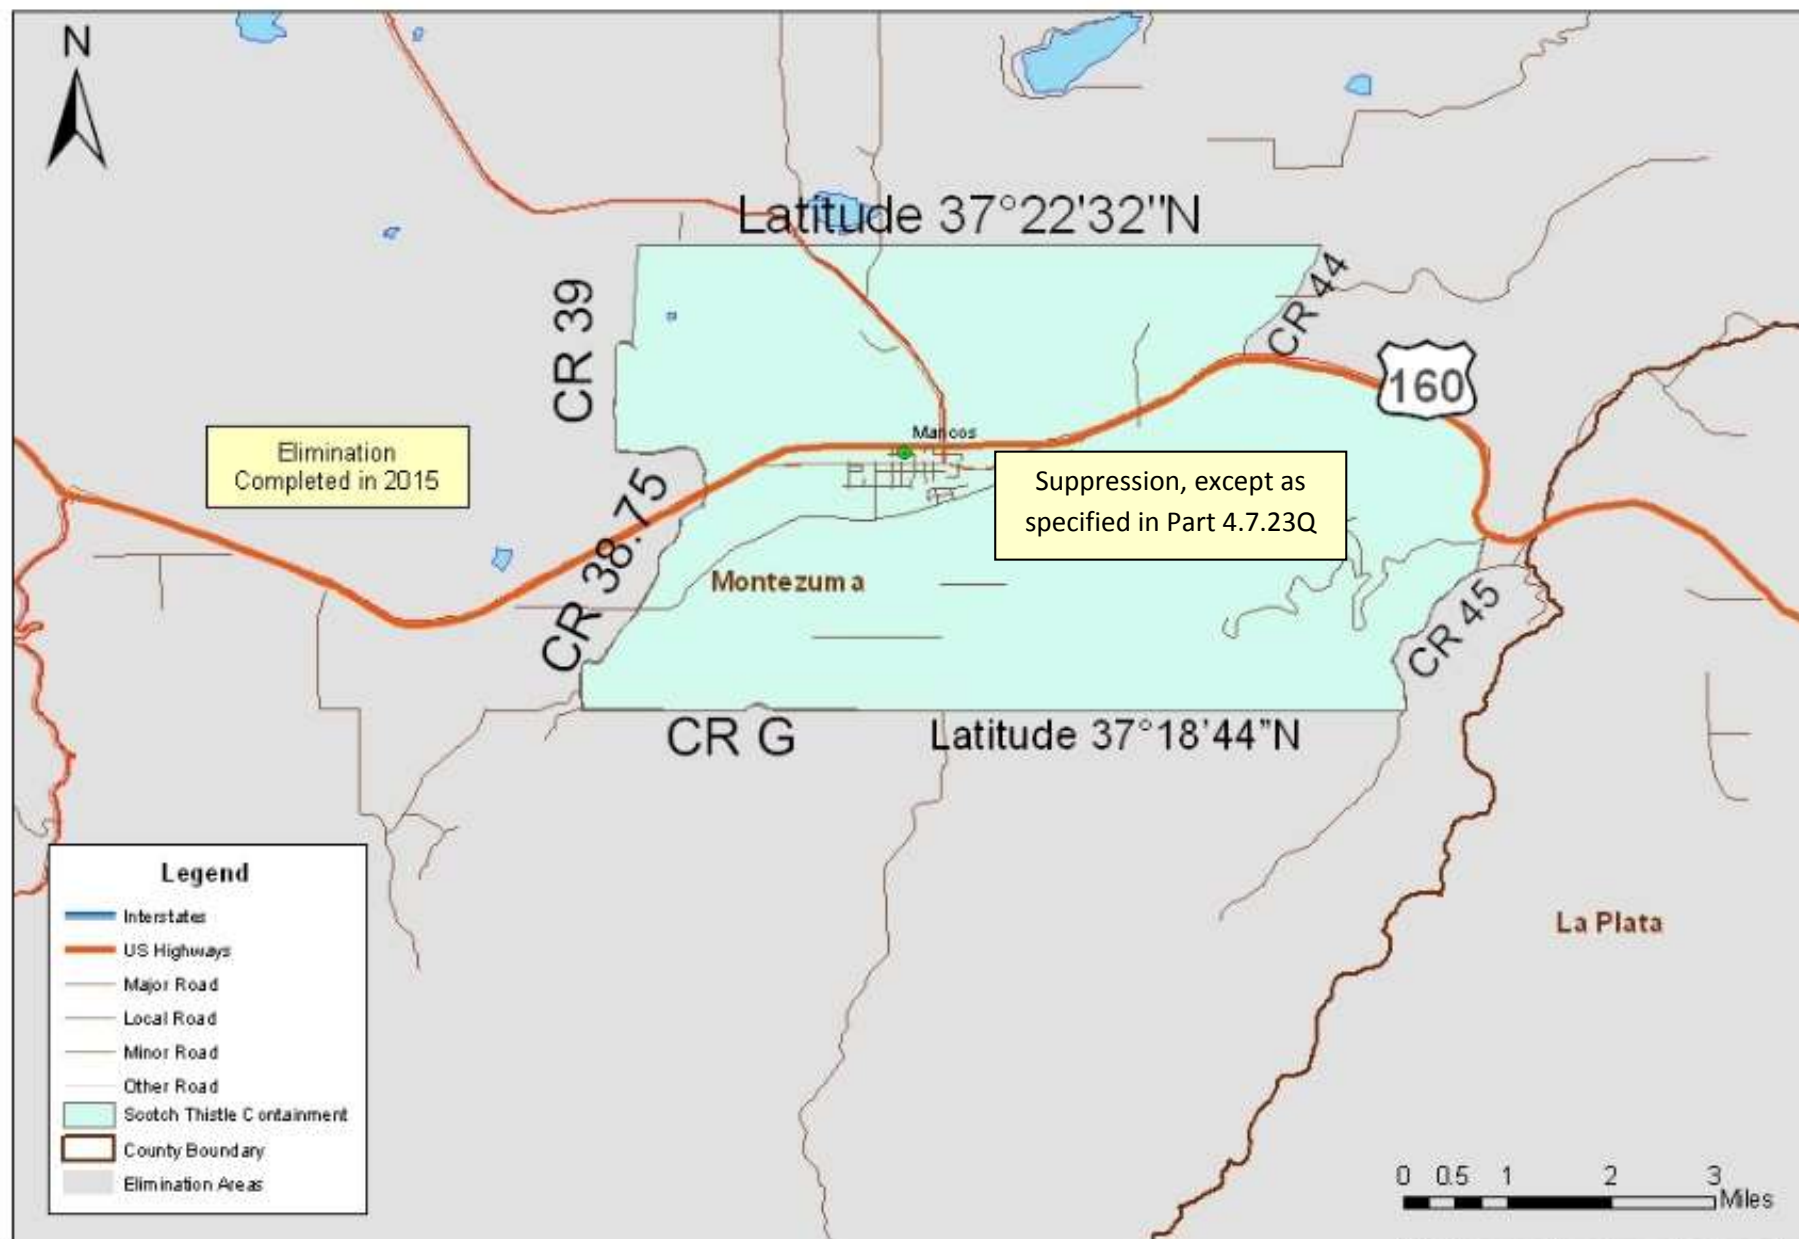 N
Latitude 37°22'32"N
CR 39
CR 44
160
Elimination
Completed in 2015
Mancos
Suppression, except as
specified in Part 4.7.23Q
CR 38.75
Montezuma
CR 45
CR G
Latitude 37°18'44”N
Legend
Interstates
US Highways
Major Road
Local Road
Minor Road
Other Road
Scotch Thistle Containment
County Boundary
Elimination Areas
La Plata
0 0.5 1 2 3
Miles